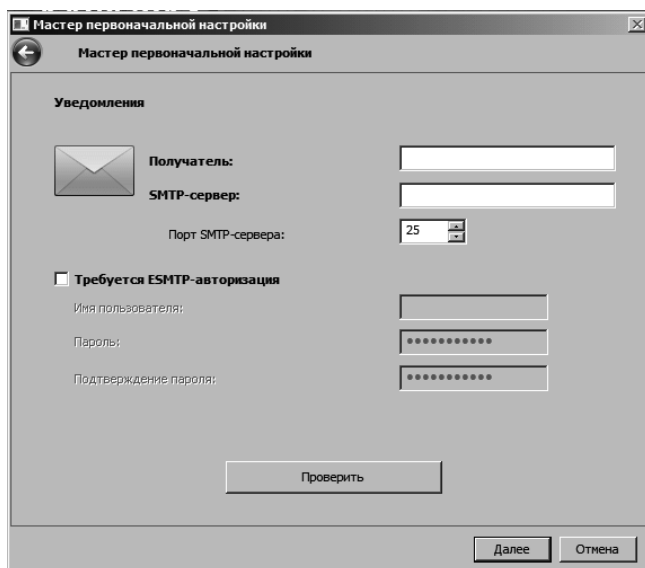 Мастер первоначальной настройки
Мастер первоначальной настройки
Уведомления
Получатель:
SMTP-сервер:
Порт SMTP-сервера: 25
Требуется ESMTP-авторизация
Имя пользователя:
Пароль: •••••••••••
Подтверждение пароля: •••••••••••
Проверить
Далее Отмена